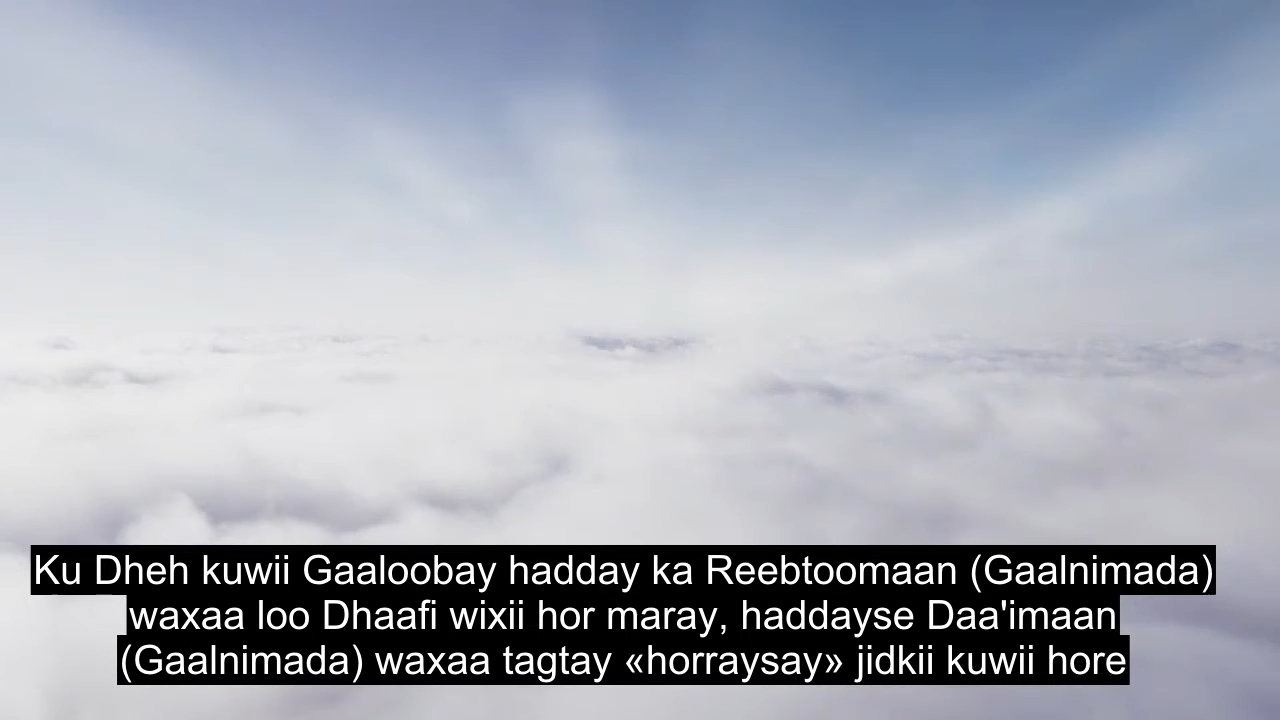 Ku Dheh kuwii Gaaloobay hadday ka Reebtoomaan (Gaalnimada)
waxaa loo Dhaafi wixii hor maray, haddayse Daa'imaan
(Gaalnimada) waxaa tagtay «horraysay» jidkii kuwii hore